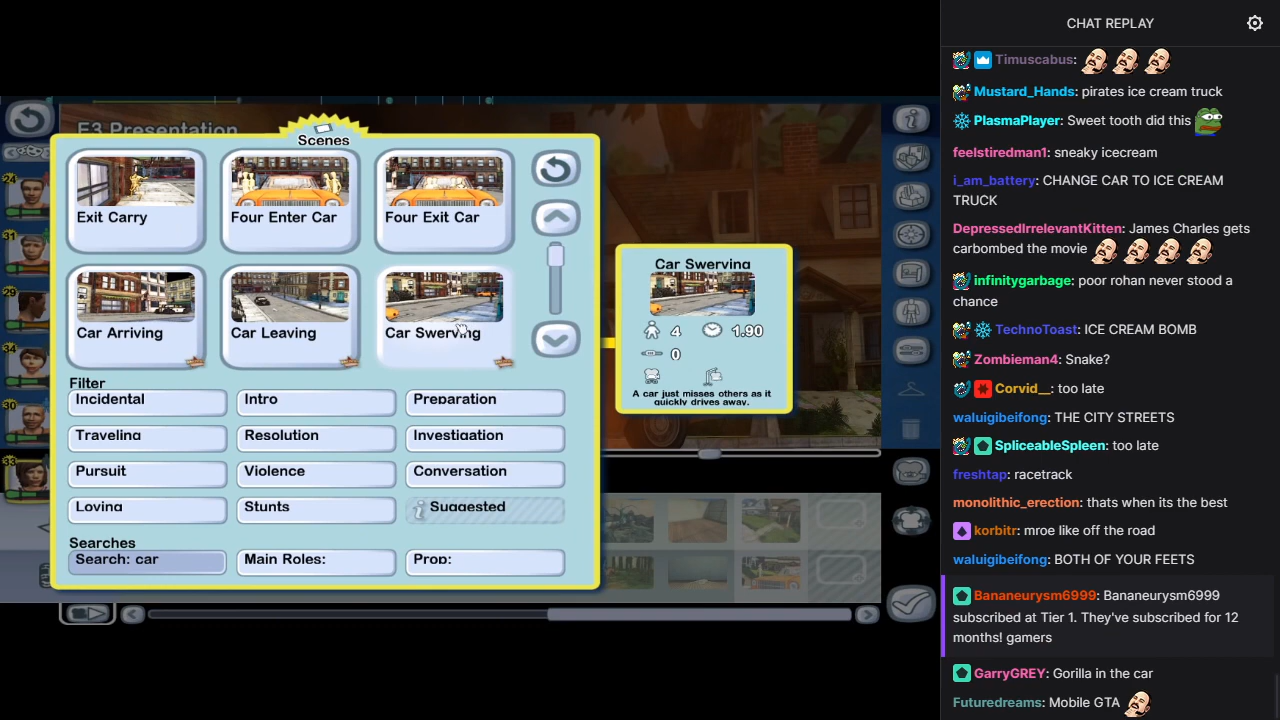 E3 Presentation
Scenes
Exit Carry
Four Enter Car
Four Exit Car
Car Arriving
Car Leaving
Car Swerving
Filter
Incidental
Intro
Preparation
Traveling
Resolution
Investigation
Pursuit
Violence
Conversation
Loving
Stunts
Suggested
Searches
Search: car
Main Roles:
Prop:
Car Swerving
4
1.90
0
A car just misses others as it
quickly drives away.
24
31
29
34
30
33
CHAT REPLAY
Timuscabus:
Mustard_Hands: pirates ice cream truck
PlasmaPlayer: Sweet tooth did this
feelstiredman1: sneaky icecream
i_am_battery: CHANGE CAR TO ICE CREAM
TRUCK
DepressedIrrelevantKitten: James Charles gets
carbombed the movie
infinitygarbage: poor rohan never stood a
chance
TechnoToast: ICE CREAM BOMB
Zombieman4: Snake?
Corvid__: too late
waluigibeifong: THE CITY STREETS
SpliceableSpleen: too late
freshtap: racetrack
monolithic_erection: thats when its the best
korbitr: mroe like off the road
waluigibeifong: BOTH OF YOUR FEETS
Bananeurysm6999: Bananeurysm6999
subscribed at Tier 1. They've subscribed for 12
months! gamers
GarryGREY: Gorilla in the car
Futuredreams: Mobile GTA